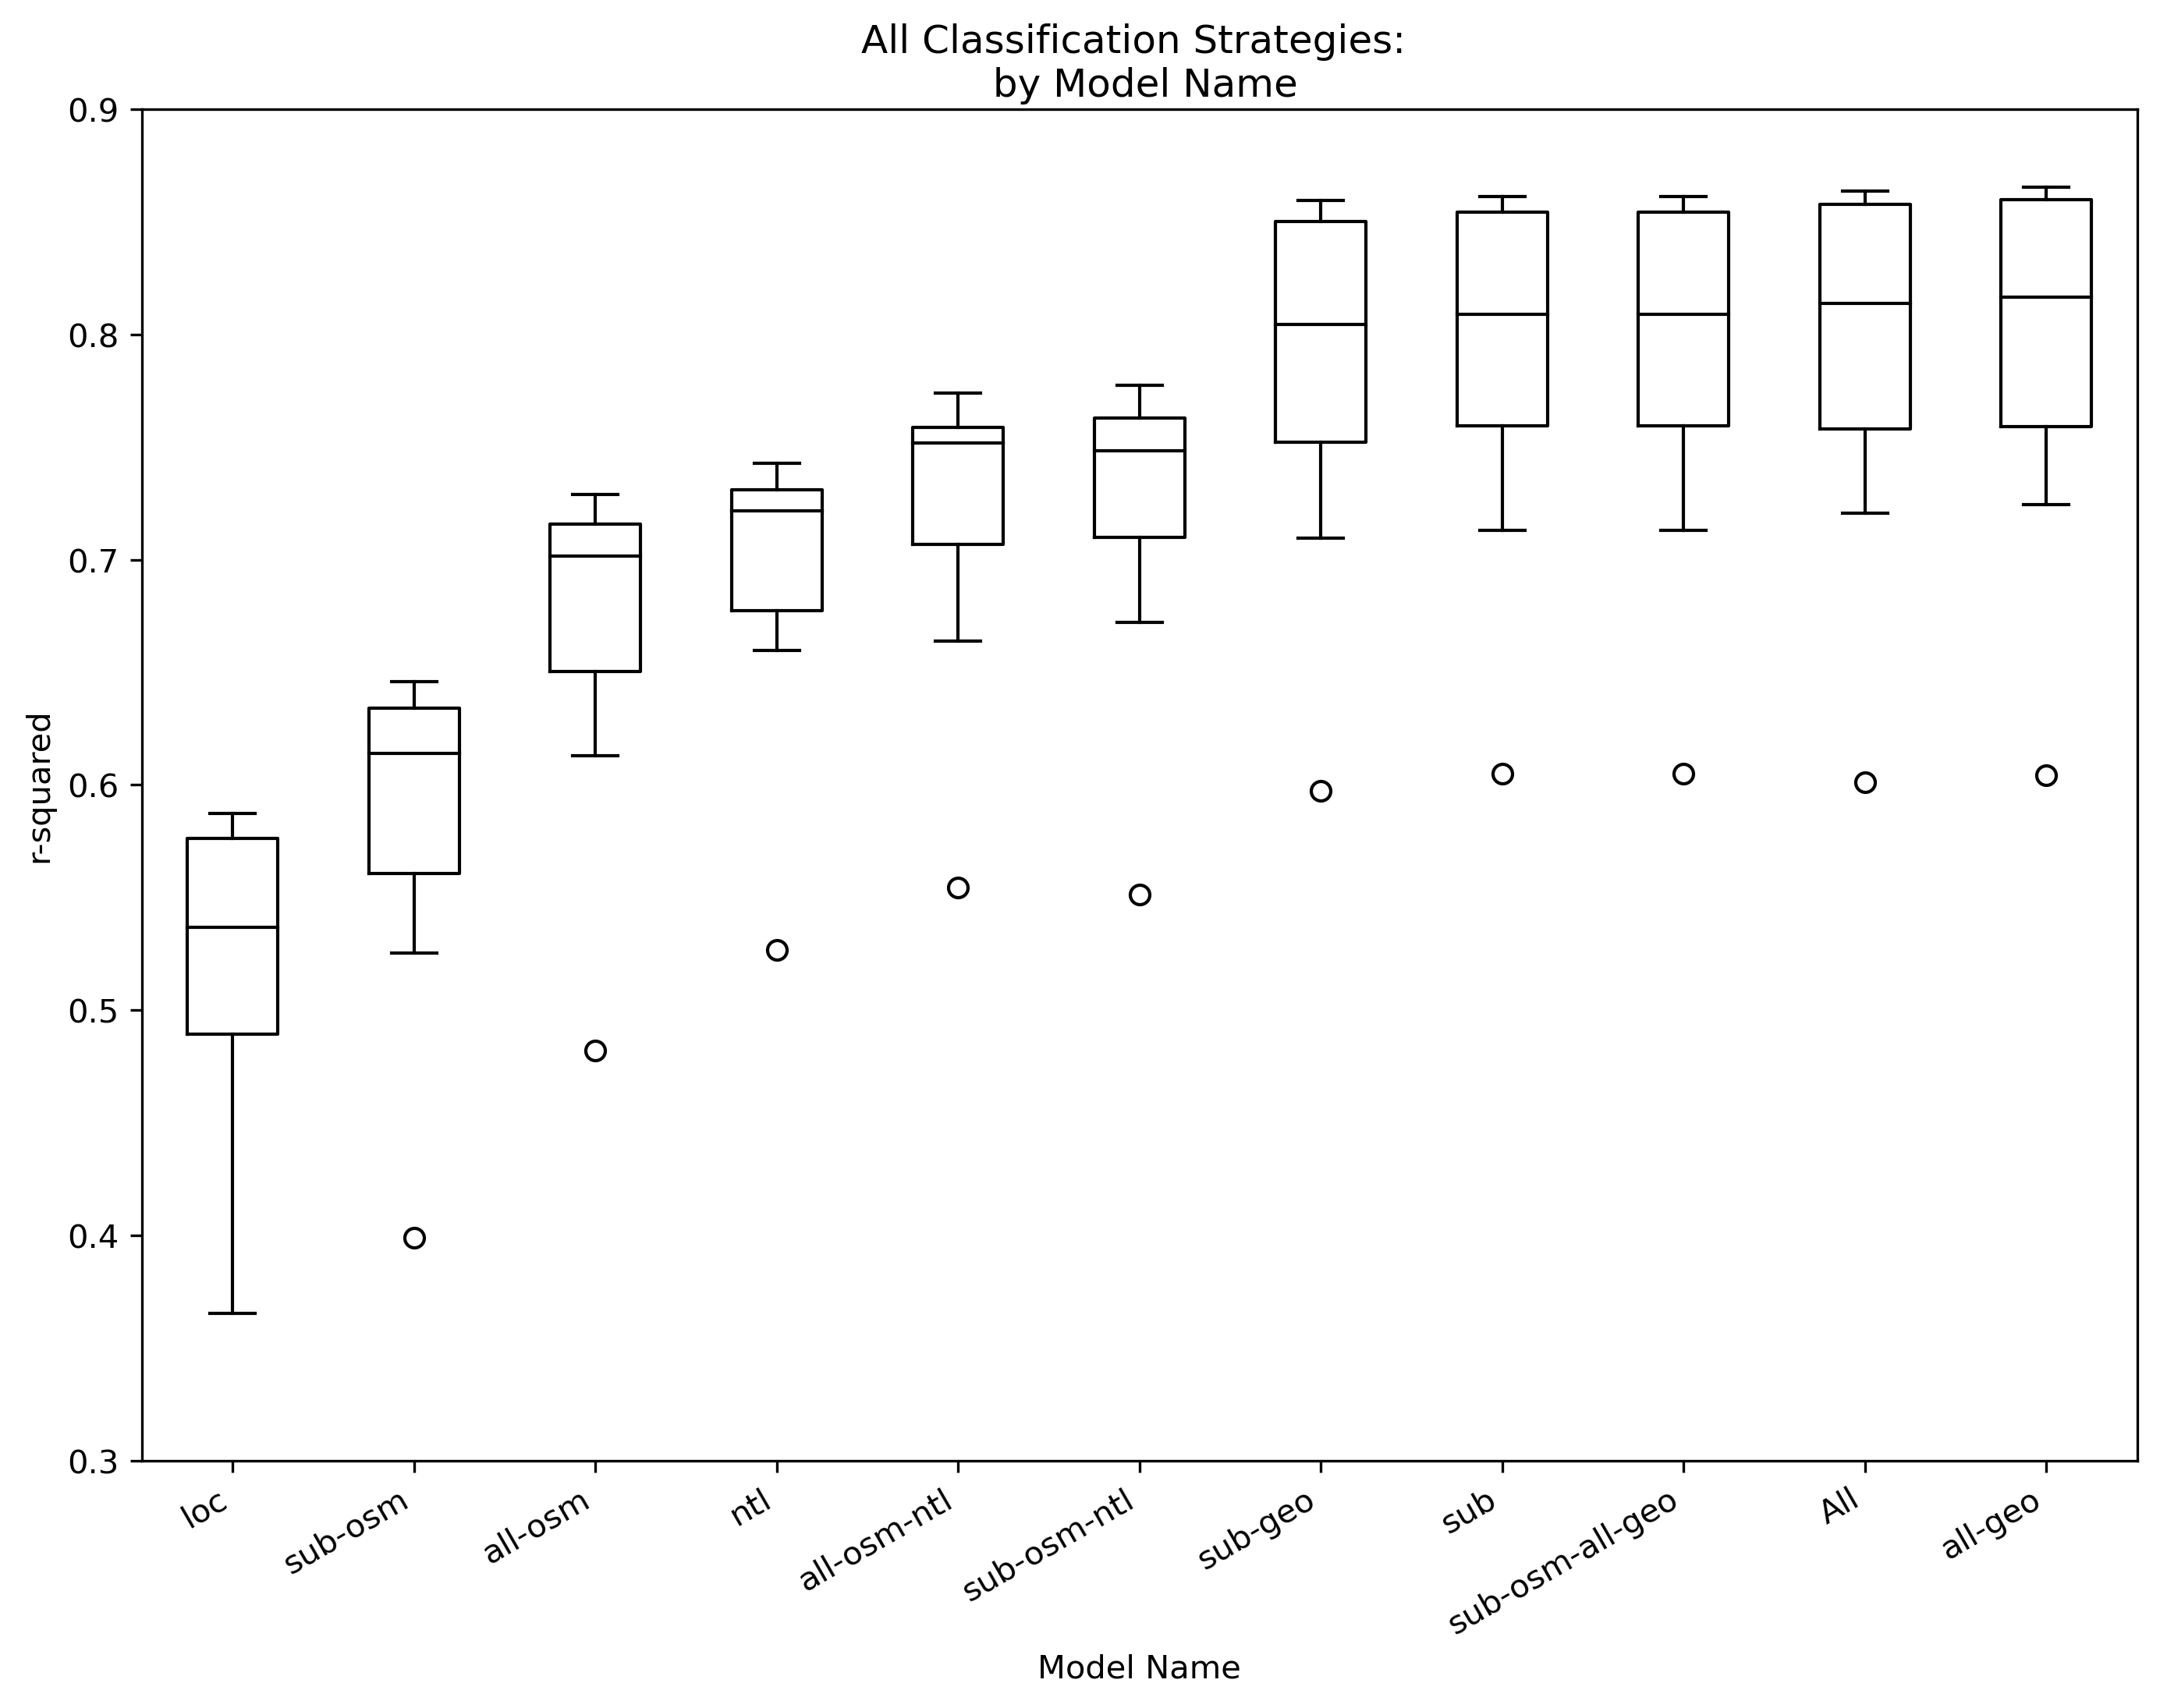 All Classification Strategies:
by Model Name
0.9
0.8
0.7
0.6
0.5
0.4
0.3
r-squared
loc
sub-osm
all-osm
ntl
all-osm-ntl
sub-osm-ntl
sub-geo
sub
sub-osm-all-geo
All
all-geo
Model Name